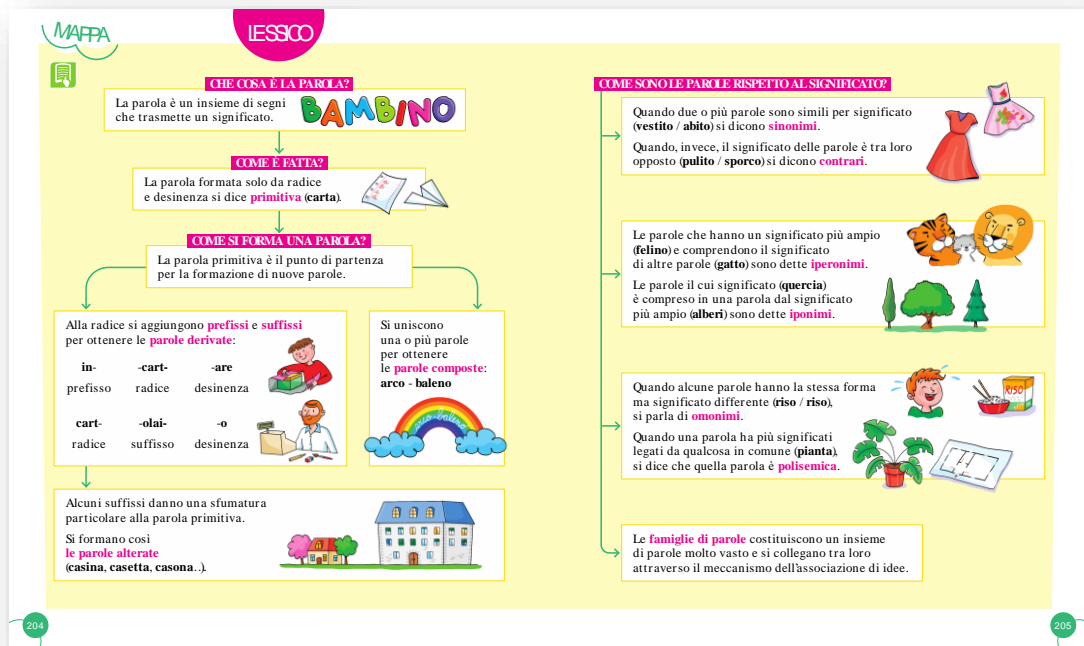 MAPPA
LESSICO
CHE COSA È LA PAROLA?
La parola è un insieme di segni
che trasmette un significato.
BAMBINO
COME È FATTA?
La parola formata solo da radice
e desinenza si dice primitiva (carta).
COME SI FORMA UNA PAROLA?
La parola primitiva è il punto di partenza
per la formazione di nuove parole.
Alla radice si aggiungono prefissi e suffissi
per ottenere le parole derivate:
in- -cart- -are
prefisso radice desinenza
cart- -olai- -o
radice suffisso desinenza
Si uniscono
una o più parole
per ottenere
le parole composte:
arco - baleno
arco-baleno
Alcuni suffissi danno una sfumatura
particolare alla parola primitiva.
Si formano così
le parole alterate
(casina, casetta, casona…).
204
COME SONO LE PAROLE RISPETTO AL SIGNIFICATO?
Quando due o più parole sono simili per significato
(vestito / abito) si dicono sinonimi.
Quando, invece, il significato delle parole è tra loro
opposto (pulito / sporco) si dicono contrari.
Le parole che hanno un significato più ampio
(felino) e comprendono il significato
di altre parole (gatto) sono dette iperonimi.
Le parole il cui significato (quercia)
è compreso in una parola dal significato
più ampio (alberi) sono dette iponimi.
Quando alcune parole hanno la stessa forma
ma significato differente (riso / riso),
si parla di omonimi.
RISO
Quando una parola ha più significati
legati da qualcosa in comune (pianta),
si dice che quella parola è polisemica.
Le famiglie di parole costituiscono un insieme
di parole molto vasto e si collegano tra loro
attraverso il meccanismo dell'associazione di idee.
205